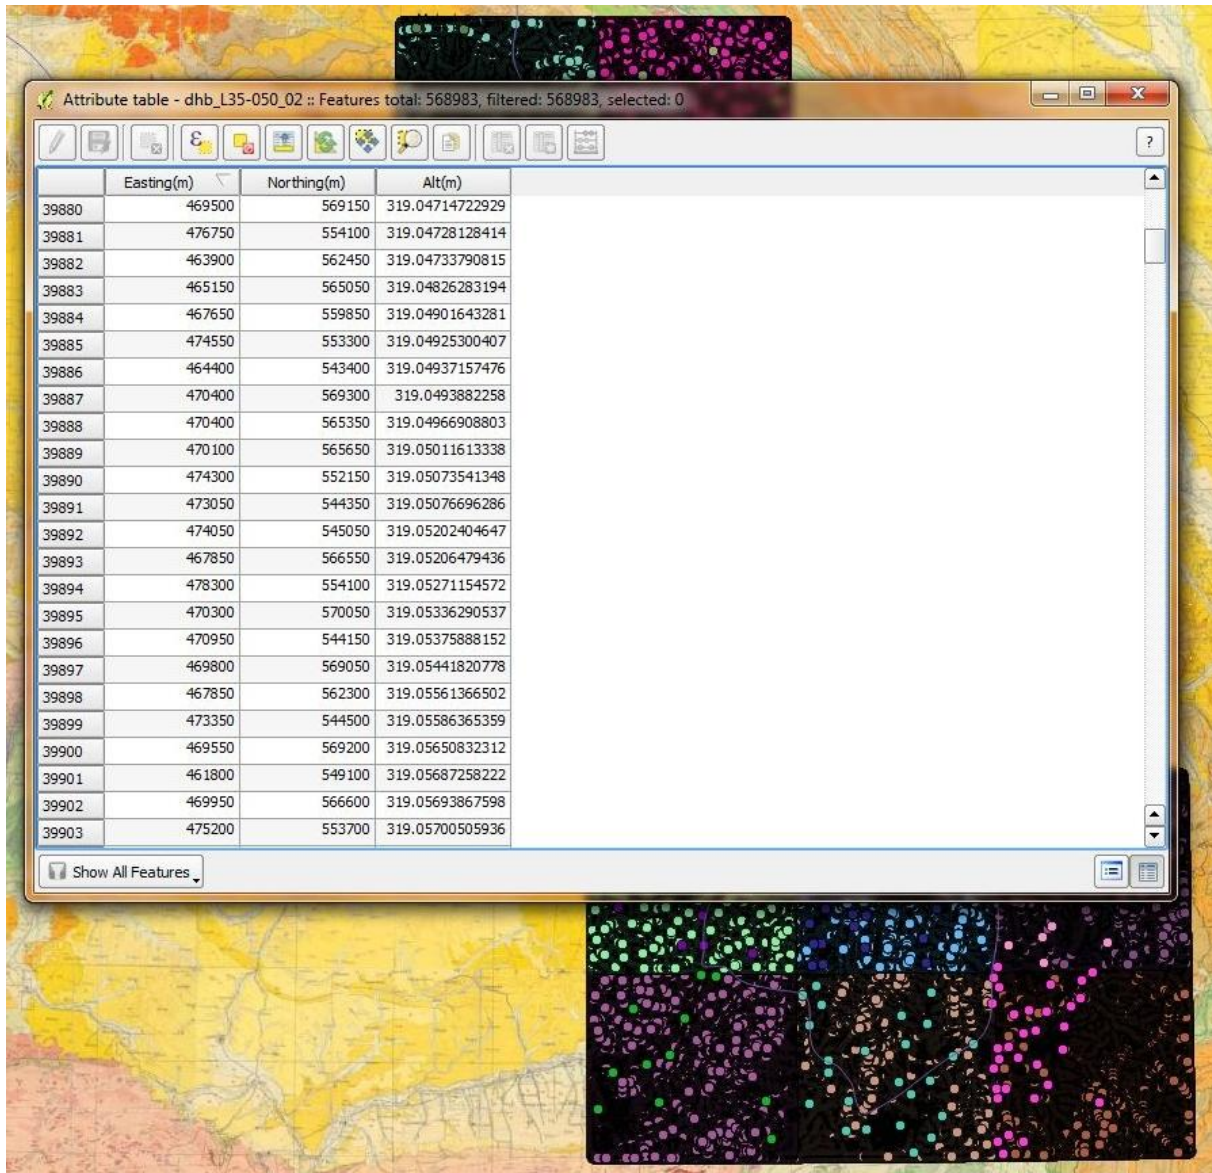 Attribute table - dhb_L35-050_02 :: Features total: 568983, filtered: 568983, selected: 0
?
Easting(m) Northing(m) Alt(m)
39880 469500 569150 319.04714722929
39881 476750 554100 319.04728128414
39882 463900 562450 319.04733790815
39883 465150 565050 319.04826283194
39884 467650 559850 319.04901643281
39885 474550 553300 319.04925300407
39886 464400 543400 319.04937157476
39887 470400 569300 319.0493882258
39888 470400 565350 319.04966908803
39889 470100 565650 319.05011613338
39890 474300 552150 319.05073541348
39891 473050 544350 319.05076696286
39892 474050 545050 319.05202404647
39893 467850 566550 319.05206479436
39894 478300 554100 319.05271154572
39895 470300 570050 319.05336290537
39896 470950 544150 319.05375888152
39897 469800 569050 319.05441820778
39898 467850 562300 319.05561366502
39899 473350 544500 319.05586365359
39900 469550 569200 319.05650832312
39901 461800 549100 319.05687258222
39902 469950 566600 319.05693867598
39903 475200 553700 319.05700505936
Show All Features